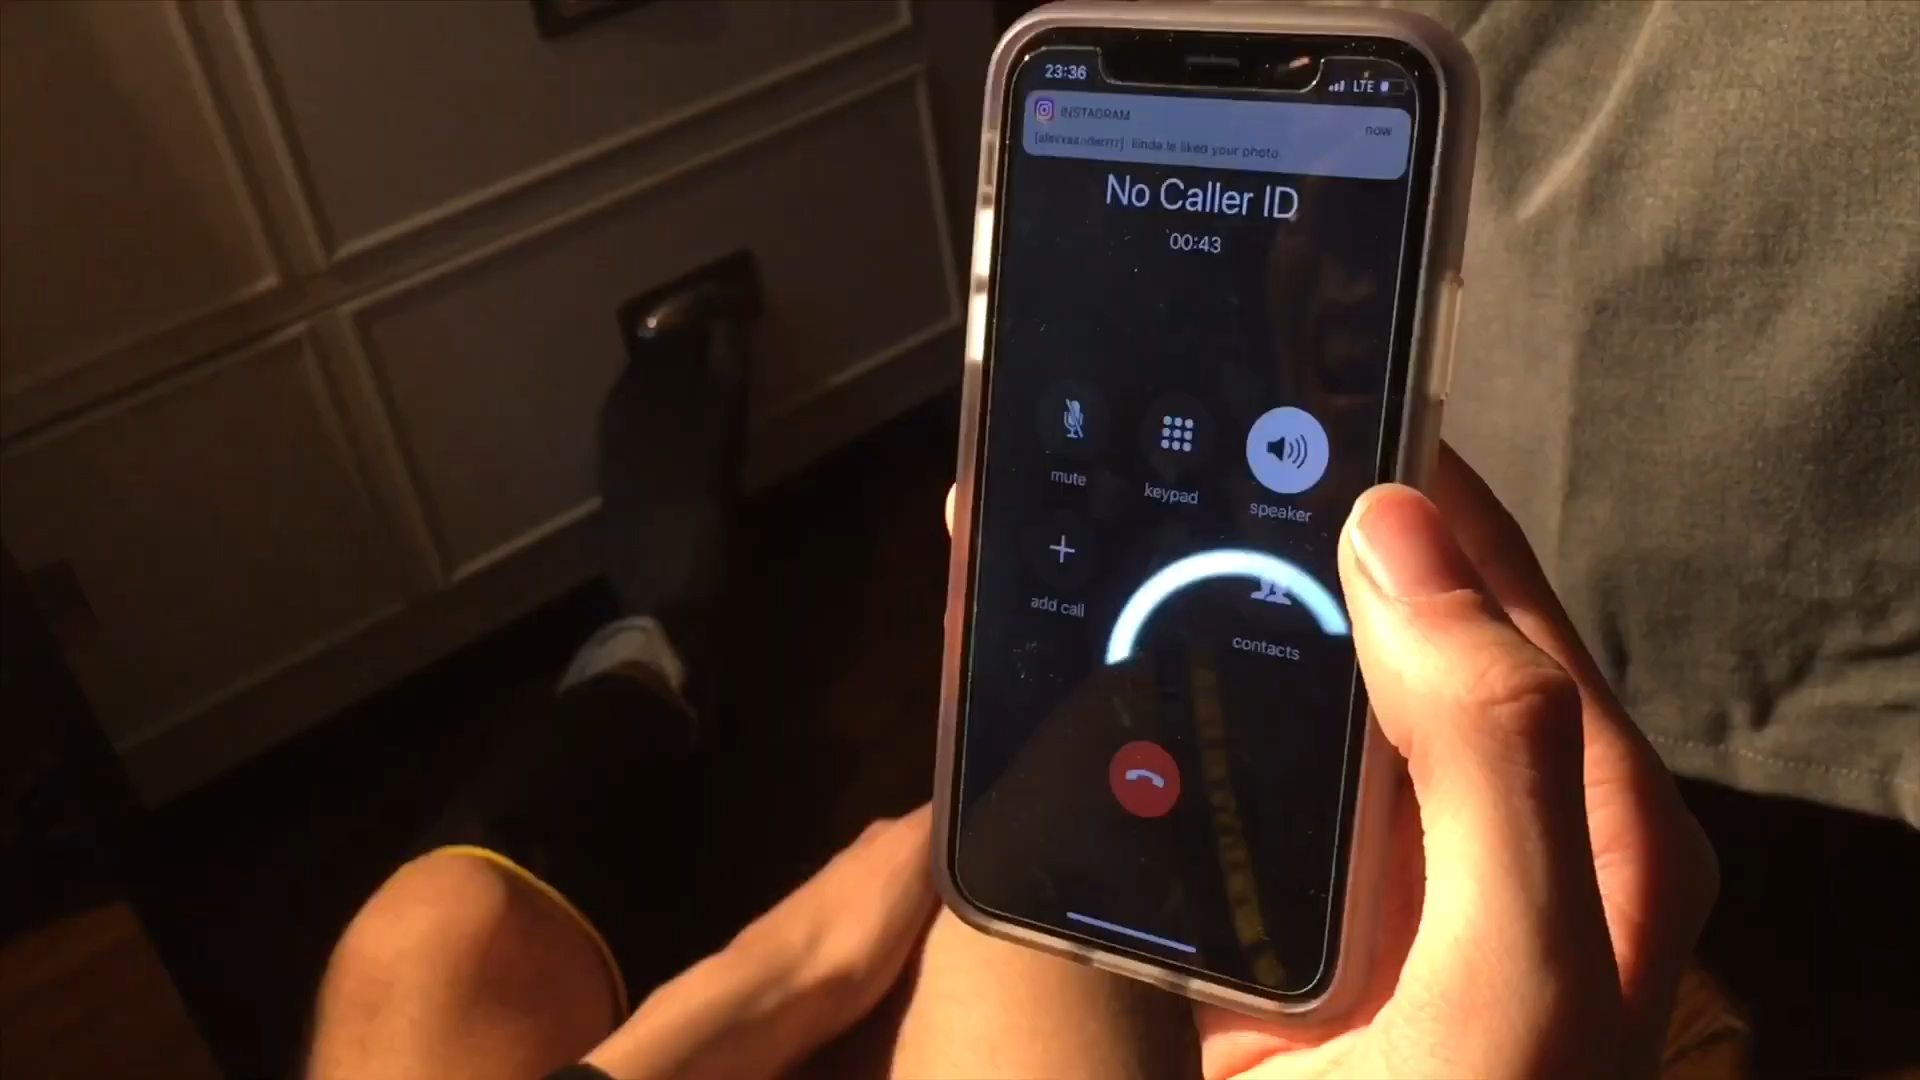 23:36
LTE
INSTAGRAM
now
liked your photo
No Caller ID
00:43
mute
keypad
speaker
add call
contacts